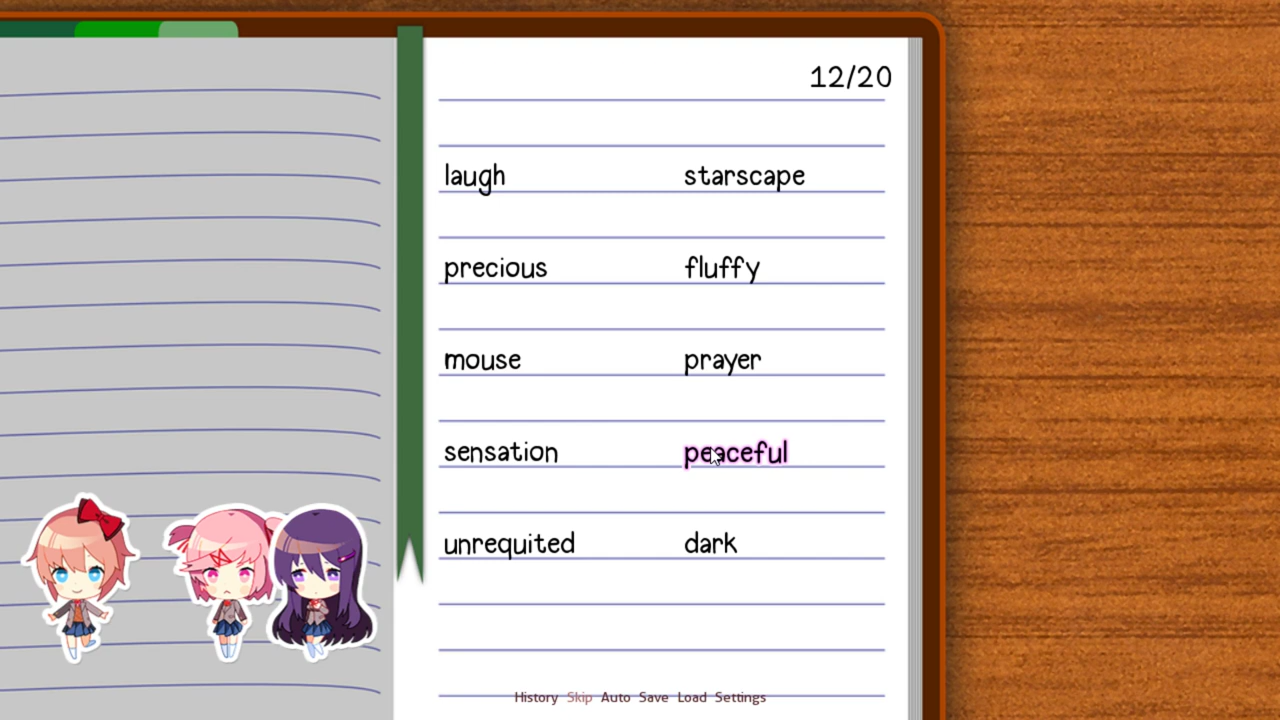 12/20
laugh starscape
precious fluffy
mouse prayer
sensation peaceful
unrequited dark
History Skip Auto Save Load Settings